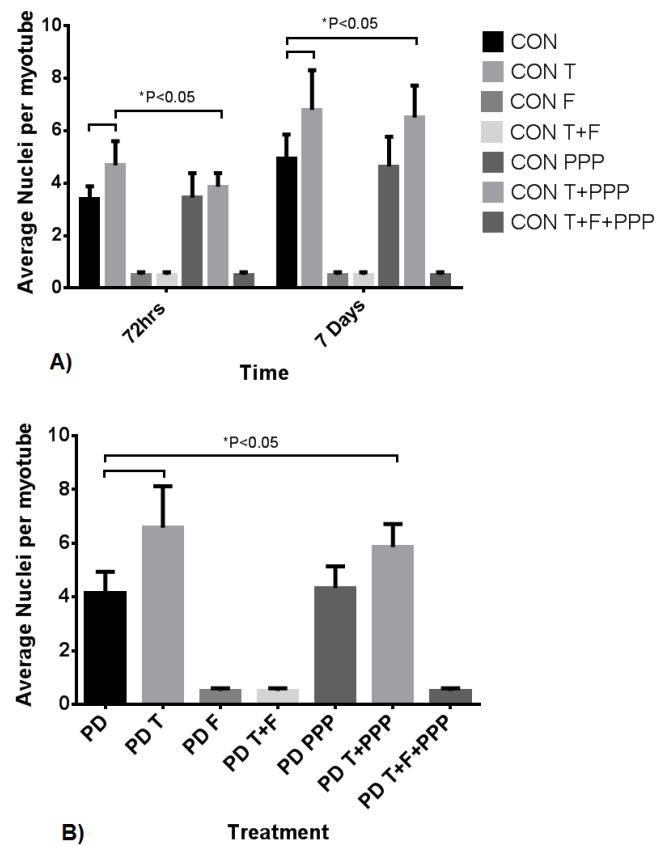 Average Nuclei per myotube
10
8
6
4
2
0
*P<0.05
*P<0.05
72hrs
7 Days
Time
A)
CON
CON T
CON F
CON T+F
CON PPP
CON T+PPP
CON T+F+PPP
Average Nuclei per myotube
10
8
6
4
2
0
*P<0.05
PD
PD T
PD F
PD T+F
PD PPP
PD T+PPP
PD T+F+PPP
B)
Treatment